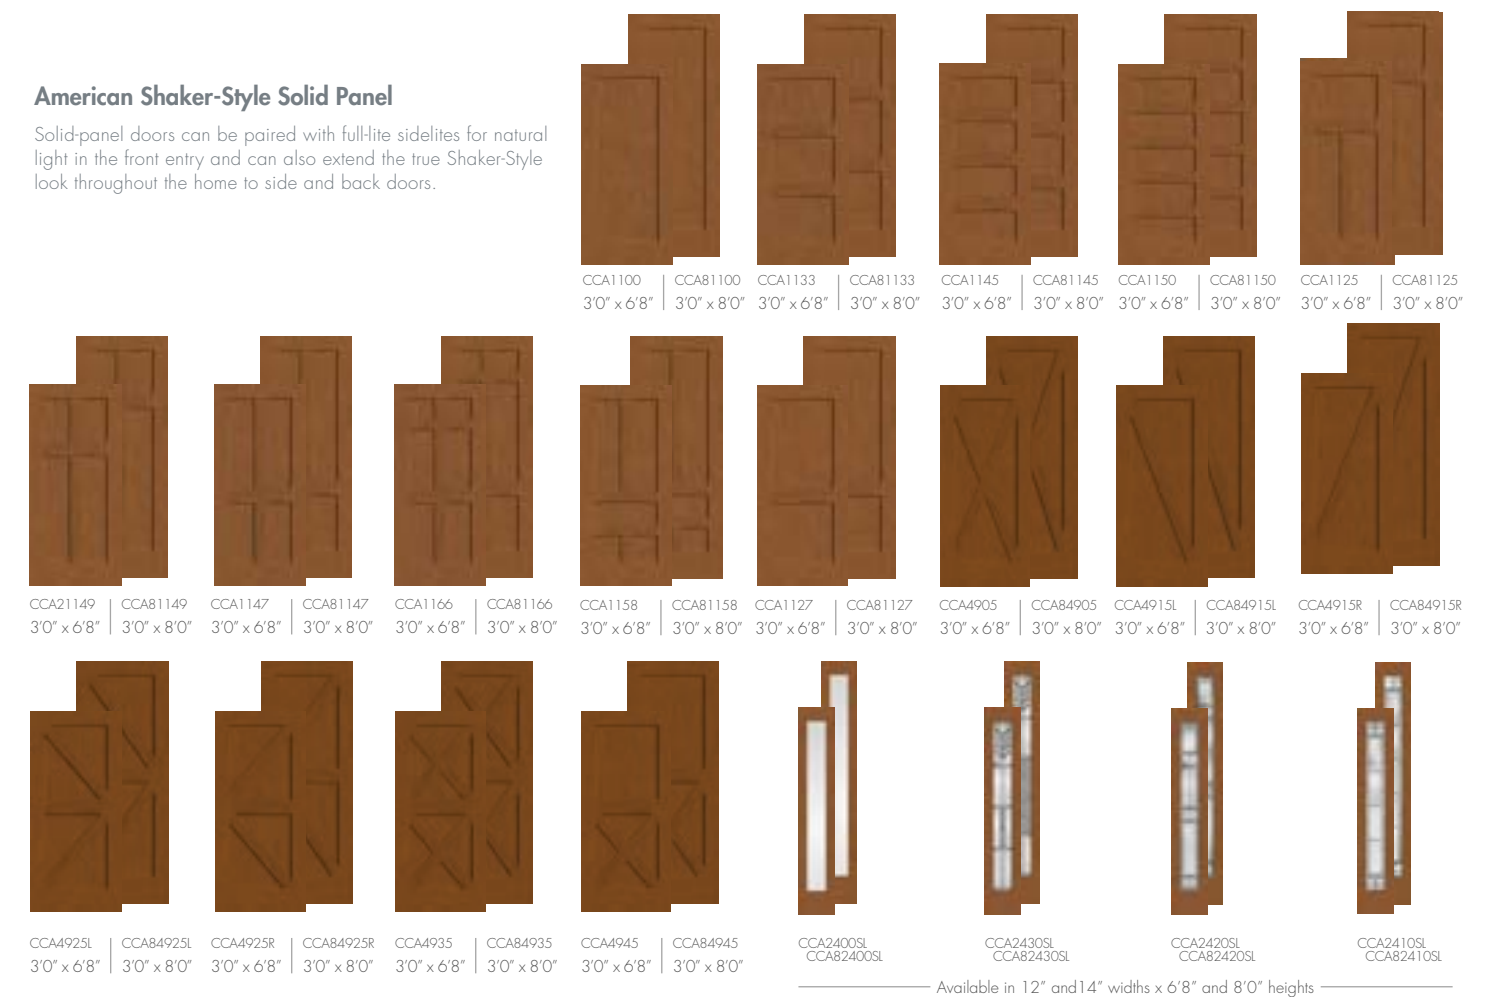 American Shaker-Style Solid Panel
Solid-panel doors can be paired with full-lite sidelites for natural
light in the front entry and can also extend the true Shaker-Style
look throughout the home to side and back doors.
CCA1100 CCA81100 CCA1133 CCA81133 CCA1145 CCA81145 CCA1150 CCA81150 CCA1125 CCA81125
3’0” x 6’8” 3’0” x 8’0” 3’0” x 6’8” 3’0” x 8’0” 3’0” x 6’8” 3’0” x 8’0” 3’0” x 6’8” 3’0” x 8’0” 3’0” x 6’8” 3’0” x 8’0”
CCA21149 CCA81149 CCA1147 CCA81147 CCA1166 CCA81166 CCA1158 CCA81158 CCA1127 CCA81127 CCA4905 CCA84905 CCA4915L CCA84915L CCA4915R CCA84915R
3’0” x 6’8” 3’0” x 8’0” 3’0” x 6’8” 3’0” x 8’0” 3’0” x 6’8” 3’0” x 8’0” 3’0” x 6’8” 3’0” x 8’0” 3’0” x 6’8” 3’0” x 8’0” 3’0” x 6’8” 3’0” x 8’0” 3’0” x 6’8” 3’0” x 8’0” 3’0” x 6’8” 3’0” x 8’0”
CCA4925L CCA84925L CCA4925R CCA84925R CCA4935 CCA84935 CCA4945 CCA84945 CCA2400SL CCA2430SL CCA2420SL CCA2410SL
CCA82400SL CCA82430SL CCA82420SL CCA82410SL
3’0” x 6’8” 3’0” x 8’0” 3’0” x 6’8” 3’0” x 8’0” 3’0” x 6’8” 3’0” x 8’0” 3’0” x 6’8” 3’0” x 8’0”
Available in 12” and14” widths x 6’8” and 8’0” heights